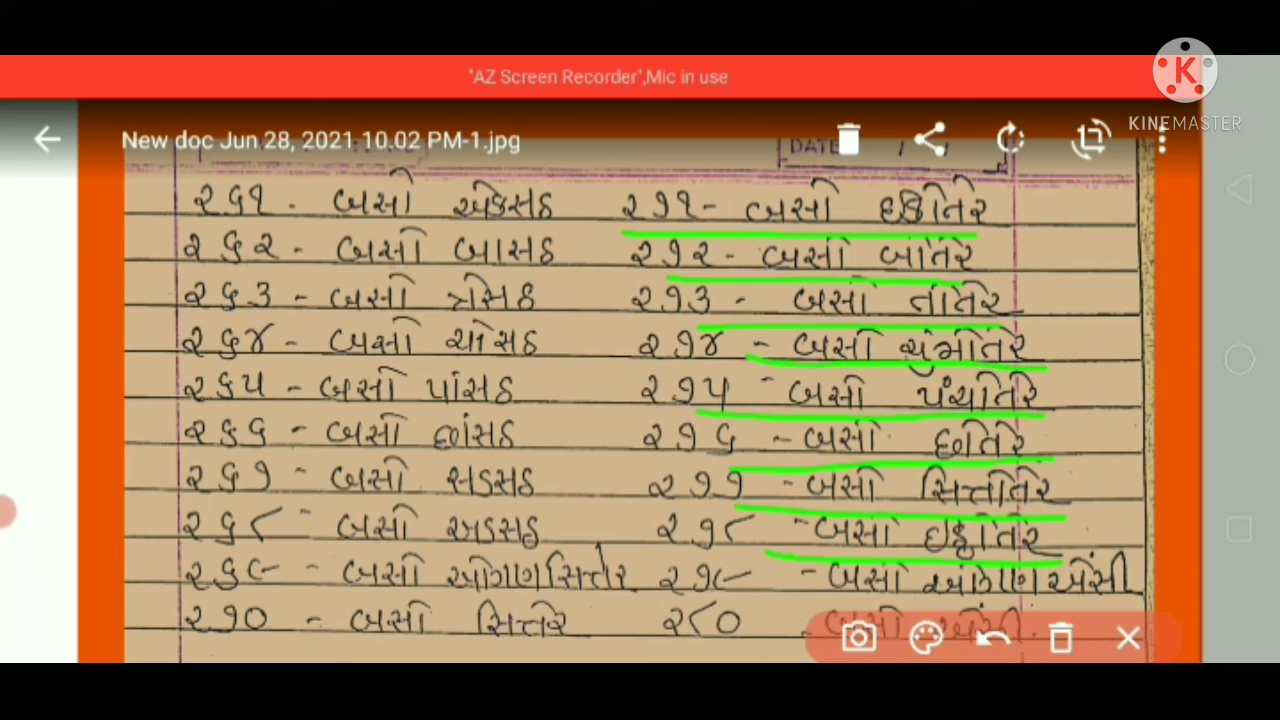 "AZ Screen Recorder",Mic in use
KINEMASTER
New doc Jun 28, 2021 10.02 PM-1.jpg
DATE / /
૨૬૧ - બસો એકસઠ ૨૭૧ - બસો ઇકોતેર
૨૬૨ - બસો બાસઠ ૨૭૨ - બસો બોતેર
૨૬૩ - બસો ત્રેસઠ ૨૭૩ - બસો તોતેર
૨૬૪ - બસો ચોસઠ ૨૭૪ - બસો ચુંમોતેર
૨૬૫ - બસો પાંસઠ ૨૭૫ - બસો પંચોતેર
૨૬૬ - બસો છાંસઠ ૨૭૬ - બસો છોતેર
૨૬૭ - બસો સડસઠ ૨૭૭ - બસો સિત્તોતેર
૨૬૮ - બસો અડસઠ ૨૭૮ - બસો
૨૬૯ - બસો ઓગણસિત્તેર ૨૭૯ - બસો ઓગણએંસી
૨૭૦ - બસો સિત્તેર ૨૮૦ - બસો